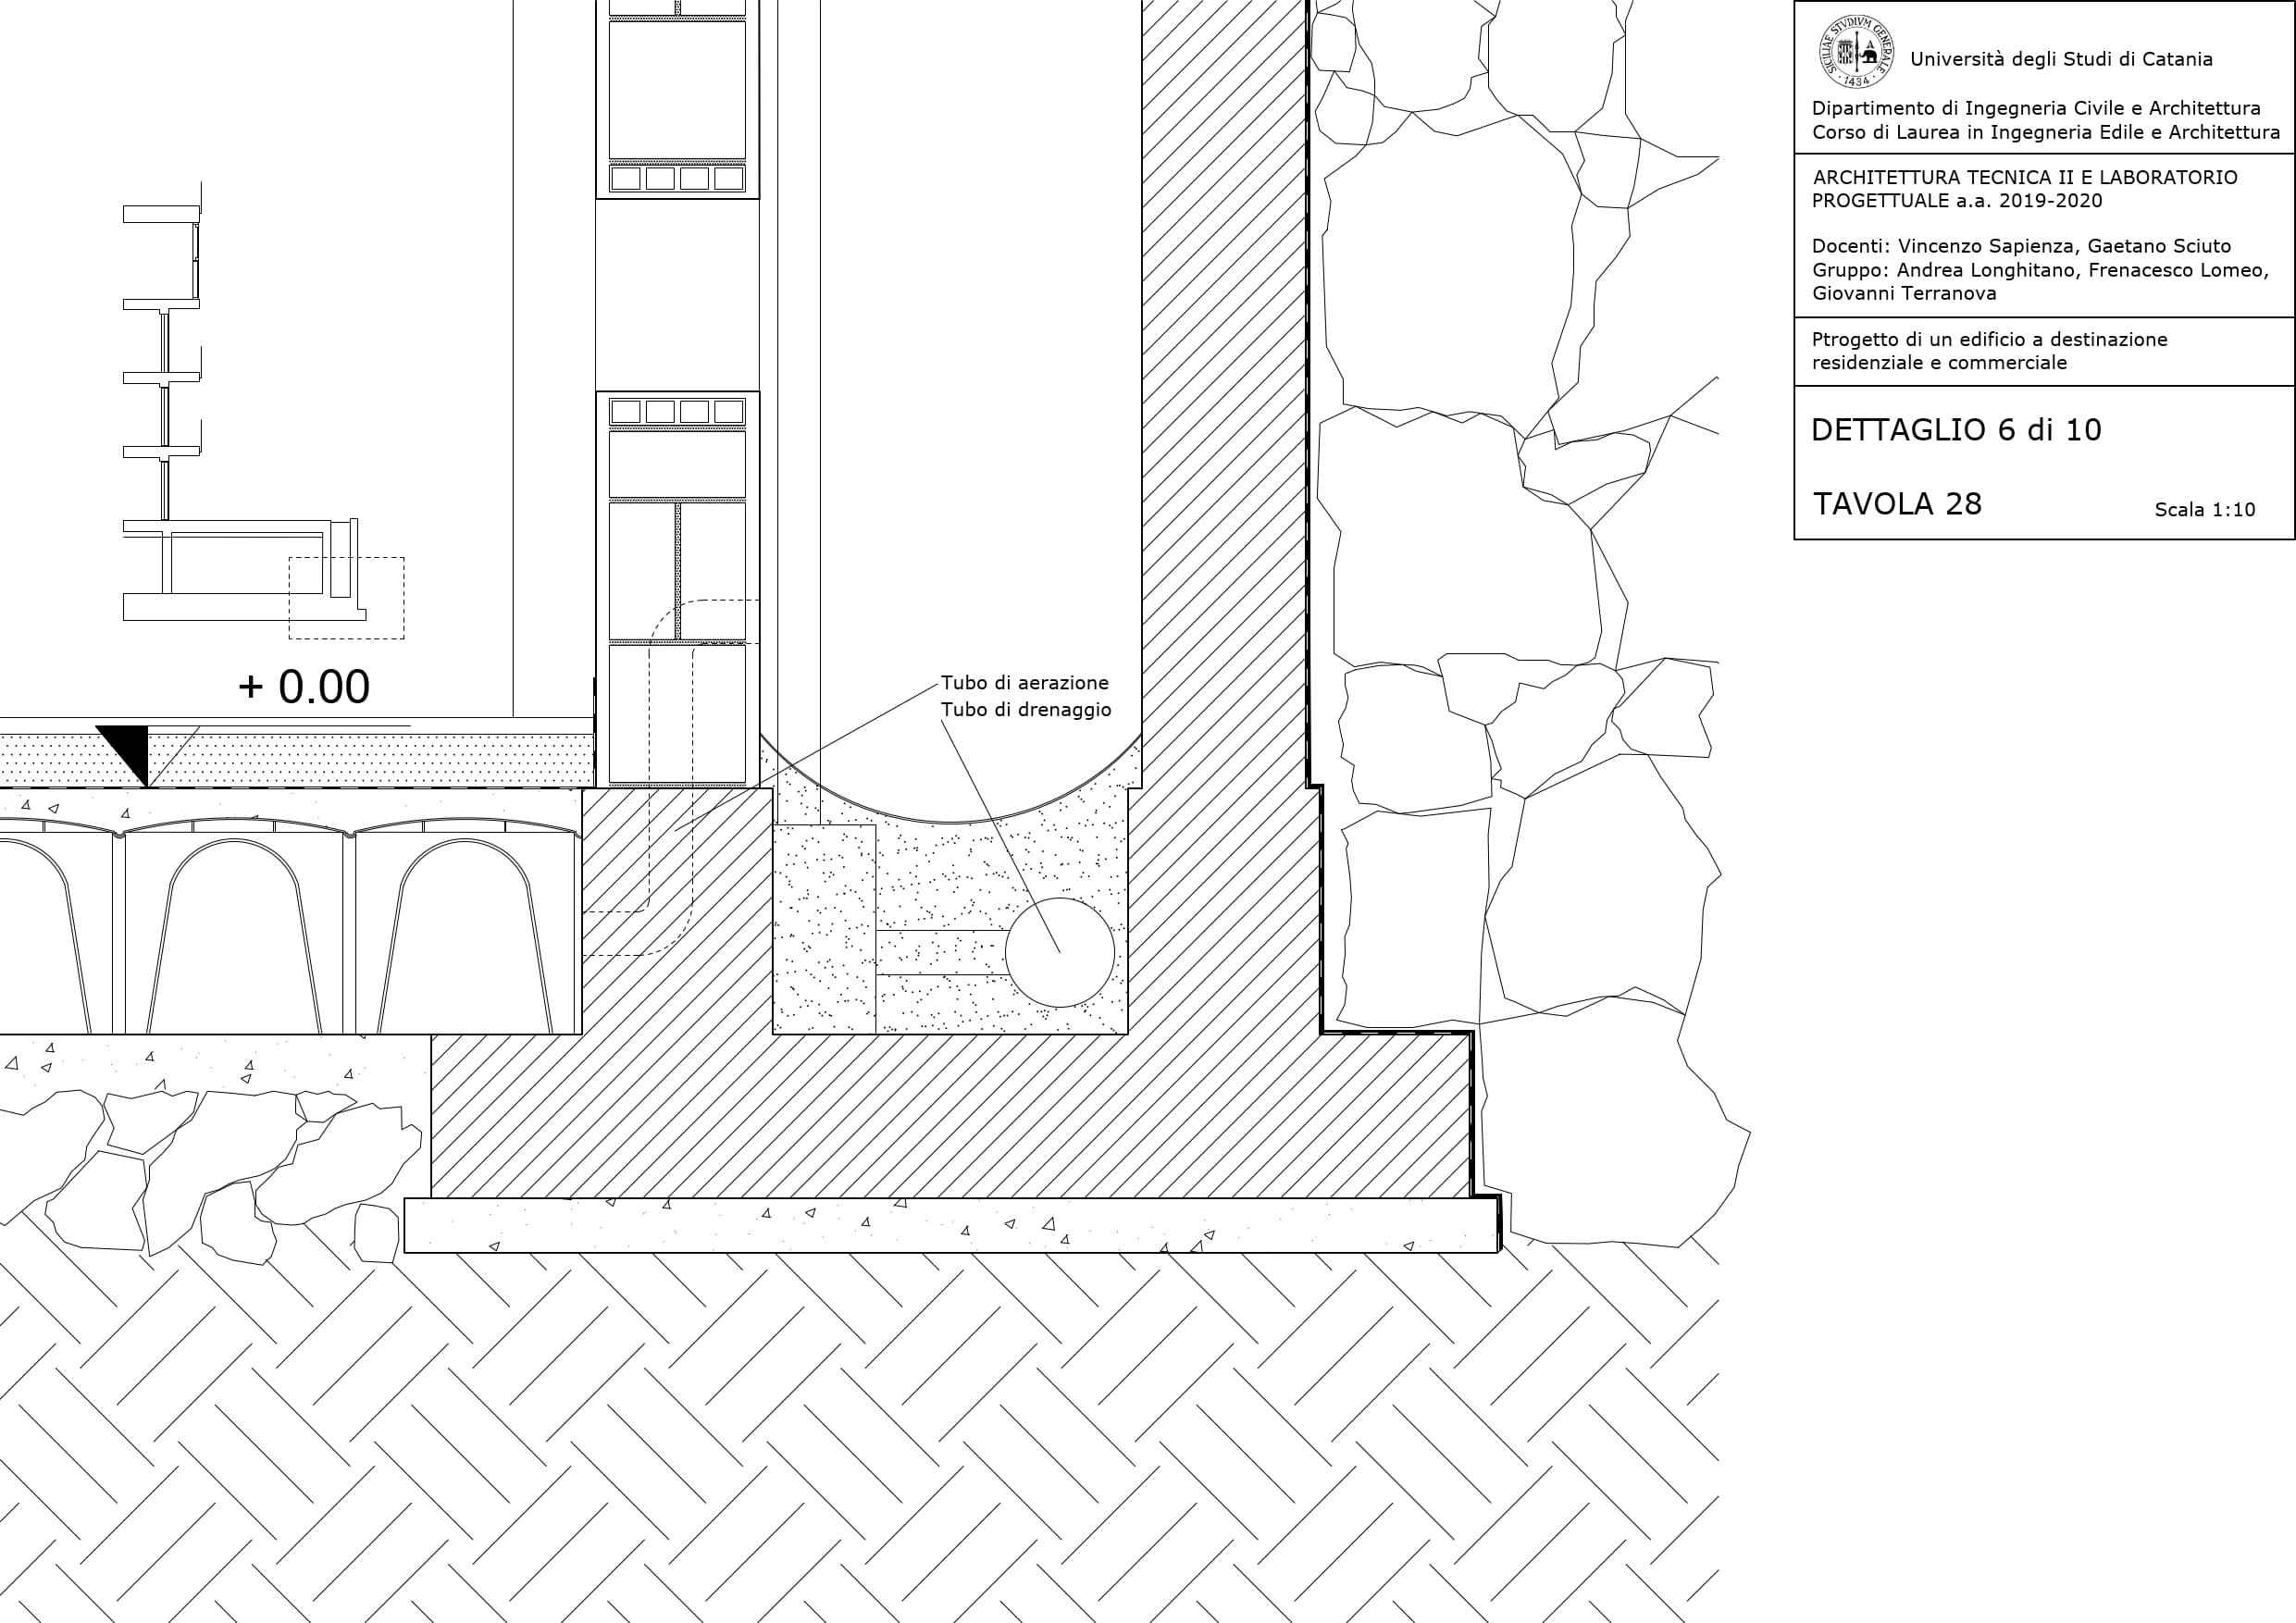 SICILIAE STVDIVM GENERALE
· 1434 ·
Università degli Studi di Catania
Dipartimento di Ingegneria Civile e Architettura
Corso di Laurea in Ingegneria Edile e Architettura
ARCHITETTURA TECNICA II E LABORATORIO
PROGETTUALE a.a. 2019-2020
Docenti: Vincenzo Sapienza, Gaetano Sciuto
Gruppo: Andrea Longhitano, Frenacesco Lomeo,
Giovanni Terranova
Ptrogetto di un edificio a destinazione
residenziale e commerciale
DETTAGLIO 6 di 10
TAVOLA 28
Scala 1:10
+ 0.00
Tubo di aerazione
Tubo di drenaggio